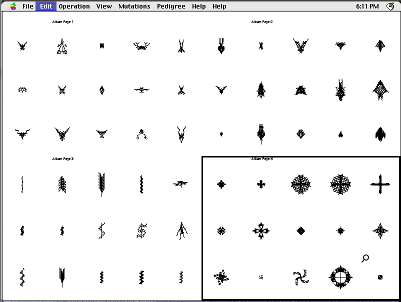 File Edit Operation View Mutations Pedigree Help Help 6:11 PM
Album Page 1
Album Page 2
Album Page 3
Album Page 4